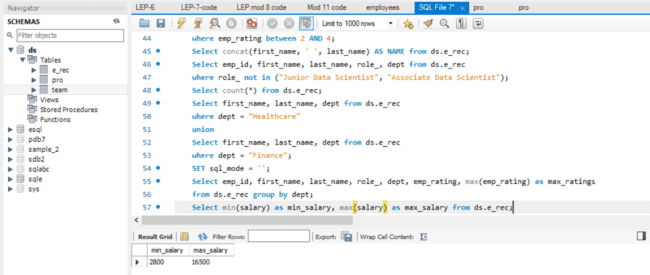 Navigator
LEP-6
LEP-7-code
LEP mod 8 code
Mod 11 code
employees
SQL File 7*
pro
pro
SCHEMAS
Filter objects
ds
Tables
e_rec
pro
team
Views
Stored Procedures
Functions
esql
pdb7
sample_2
sdb2
sqlabc
sqle
sys
Limit to 1000 rows
44 where emp_rating between 2 AND 4;
45 Select concat(first_name, ' ', last_name) AS NAME from ds.e_rec;
46 Select emp_id, first_name, last_name, role_, dept from ds.e_rec
47 where role_ not in ("Junior Data Scientist", "Associate Data Scientist");
48 Select count(*) from ds.e_rec;
49 Select first_name, last_name, dept from ds.e_rec
50 where dept = "Healthcare"
51 union
52 Select first_name, last_name, dept from ds.e_rec
53 where dept = "Finance";
54 SET sql_mode = '';
55 Select emp_id, first_name, last_name, role_, dept, emp_rating, max(emp_rating) as max_ratings
56 from ds.e_rec group by dept;
57 Select min(salary) as min_salary, max(salary) as max_salary from ds.e_rec;
Result Grid Filter Rows: Export: Wrap Cell Content:
min_salary max_salary
2800 16500